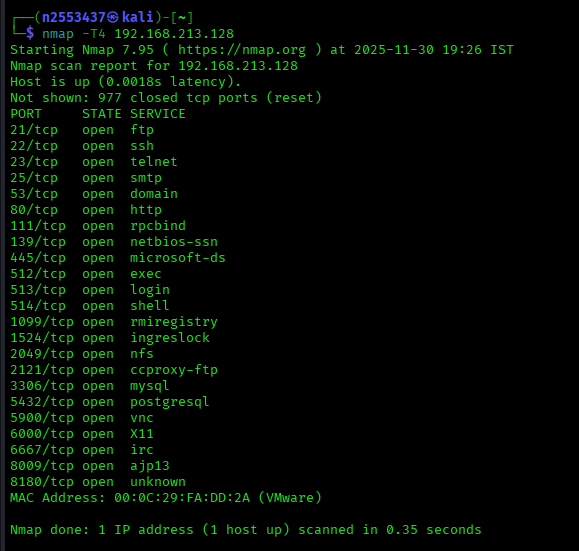 ┌──(n2553437㉿kali)-[~]
└─$ nmap -T4 192.168.213.128
Starting Nmap 7.95 ( https://nmap.org ) at 2025-11-30 19:26 IST
Nmap scan report for 192.168.213.128
Host is up (0.0018s latency).
Not shown: 977 closed tcp ports (reset)
PORT     STATE SERVICE
21/tcp   open  ftp
22/tcp   open  ssh
23/tcp   open  telnet
25/tcp   open  smtp
53/tcp   open  domain
80/tcp   open  http
111/tcp  open  rpcbind
139/tcp  open  netbios-ssn
445/tcp  open  microsoft-ds
512/tcp  open  exec
513/tcp  open  login
514/tcp  open  shell
1099/tcp open  rmiregistry
1524/tcp open  ingreslock
2049/tcp open  nfs
2121/tcp open  ccproxy-ftp
3306/tcp open  mysql
5432/tcp open  postgresql
5900/tcp open  vnc
6000/tcp open  X11
6667/tcp open  irc
8009/tcp open  ajp13
8180/tcp open  unknown
MAC Address: 00:0C:29:FA:DD:2A (VMware)
Nmap done: 1 IP address (1 host up) scanned in 0.35 seconds